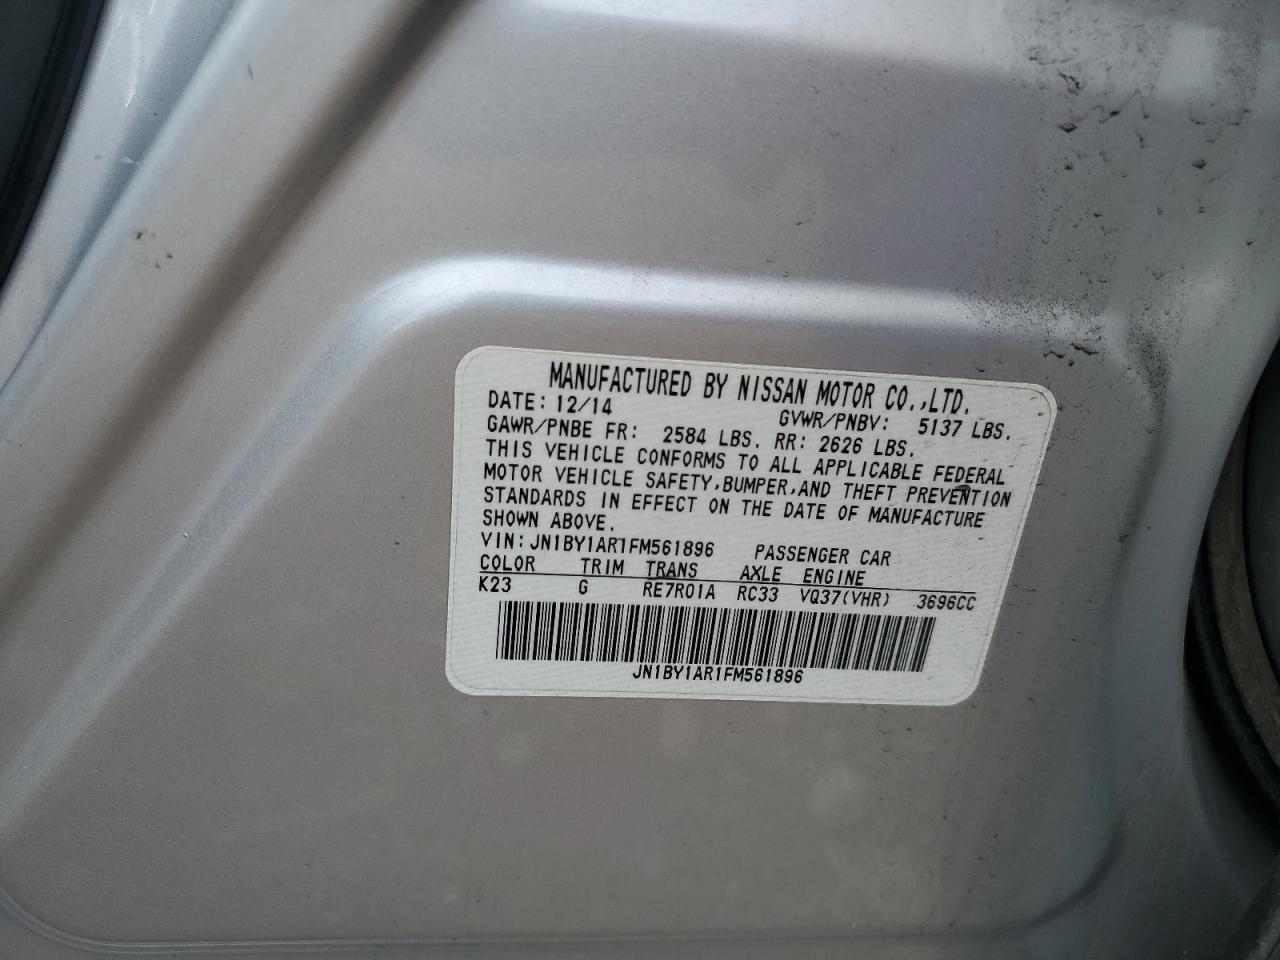 MANUFACTURED BY NISSAN MOTOR CO.,LTD.
DATE: 12/14 GVWR/PNBV: 5137 LBS.
GAWR/PNBE FR: 2584 LBS. RR: 2626 LBS.
THIS VEHICLE CONFORMS TO ALL APPLICABLE FEDERAL
MOTOR VEHICLE SAFETY,BUMPER,AND THEFT PREVENTION
STANDARDS IN EFFECT ON THE DATE OF MANUFACTURE
SHOWN ABOVE.
VIN:JN1BY1AR1FM561896 PASSENGER CAR
COLOR TRIM TRANS AXLE ENGINE
K23 G RE7R01A RC33 VQ37(VHR) 3696CC
JN1BY1AR1FM561896